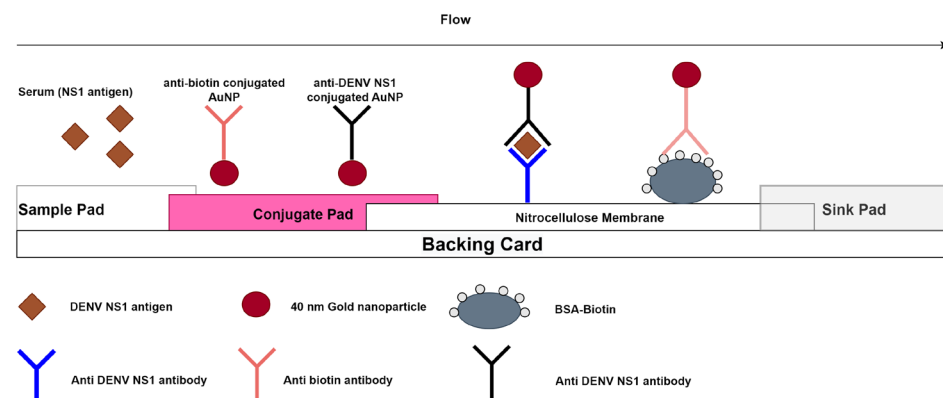 Flow
Serum (NS1 antigen)
anti-biotin conjugated
AuNP
anti-DENV NS1
conjugated AuNP
Sample Pad
Conjugate Pad
Nitrocellulose Membrane
Sink Pad
Backing Card
DENV NS1 antigen
40 nm Gold nanoparticle
BSA-Biotin
Anti DENV NS1 antibody
Anti biotin antibody
Anti DENV NS1 antibody